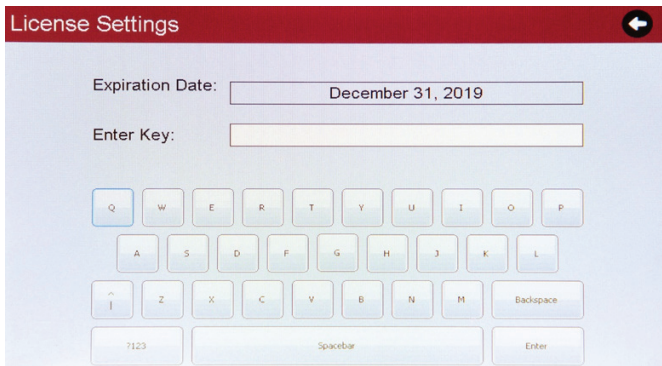 License Settings
Expiration Date: December 31, 2019
Enter Key:
Q W E R T Y U I O P
A S D F G H J K L
Z X C V B N M Backspace
?123 Spacebar Enter